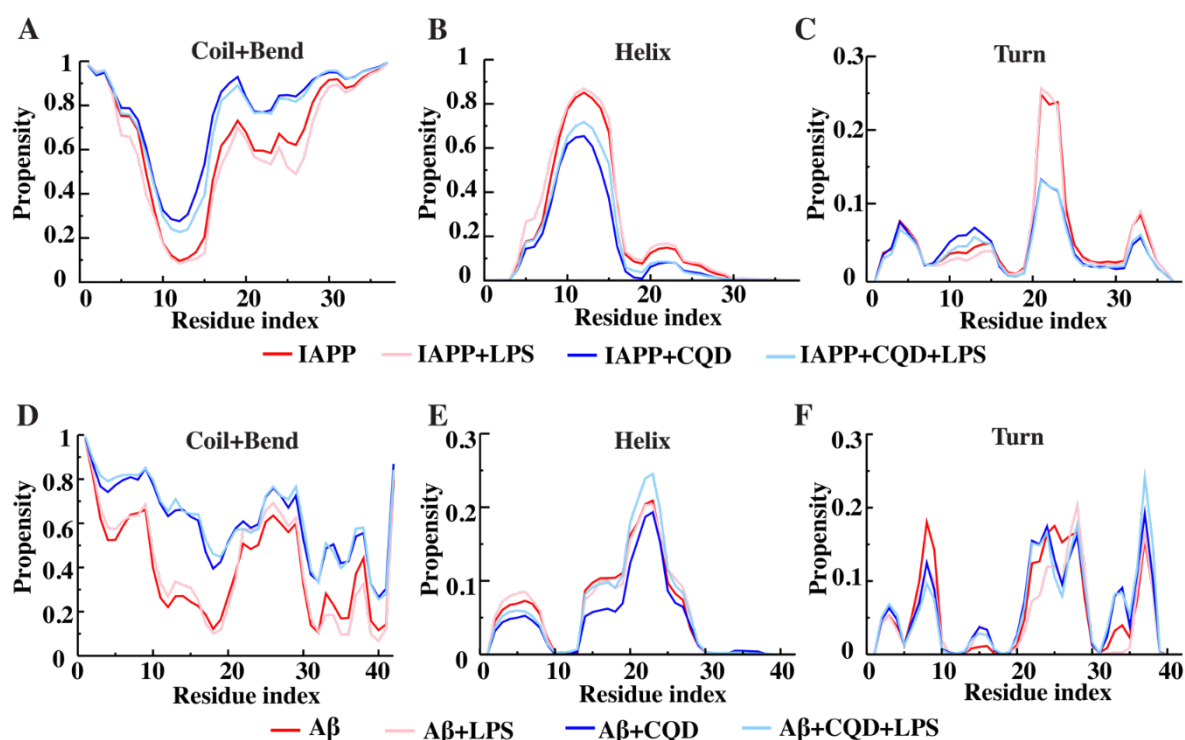 A B C
Coil+Bend Helix Turn
1 0.8 0.6 0.4 0.2 0
1 0.8 0.6 0.4 0.2 0
0.3 0.2 0.1 0
Propensity Propensity Propensity
0 10 20 30
0 10 20 30
0 10 20 30
Residue index Residue index Residue index
IAPP IAPP+LPS IAPP+CQD IAPP+CQD+LPS
D E F
Coil+Bend Helix Turn
1 0.8 0.6 0.4 0.2 0
0.3 0.2 0.1 0
0.3 0.2 0.1 0
Propensity Propensity Propensity
0 10 20 30 40
0 10 20 30 40
0 10 20 30 40
Residue index Residue index Residue index
Aβ Aβ+LPS Aβ+CQD Aβ+CQD+LPS